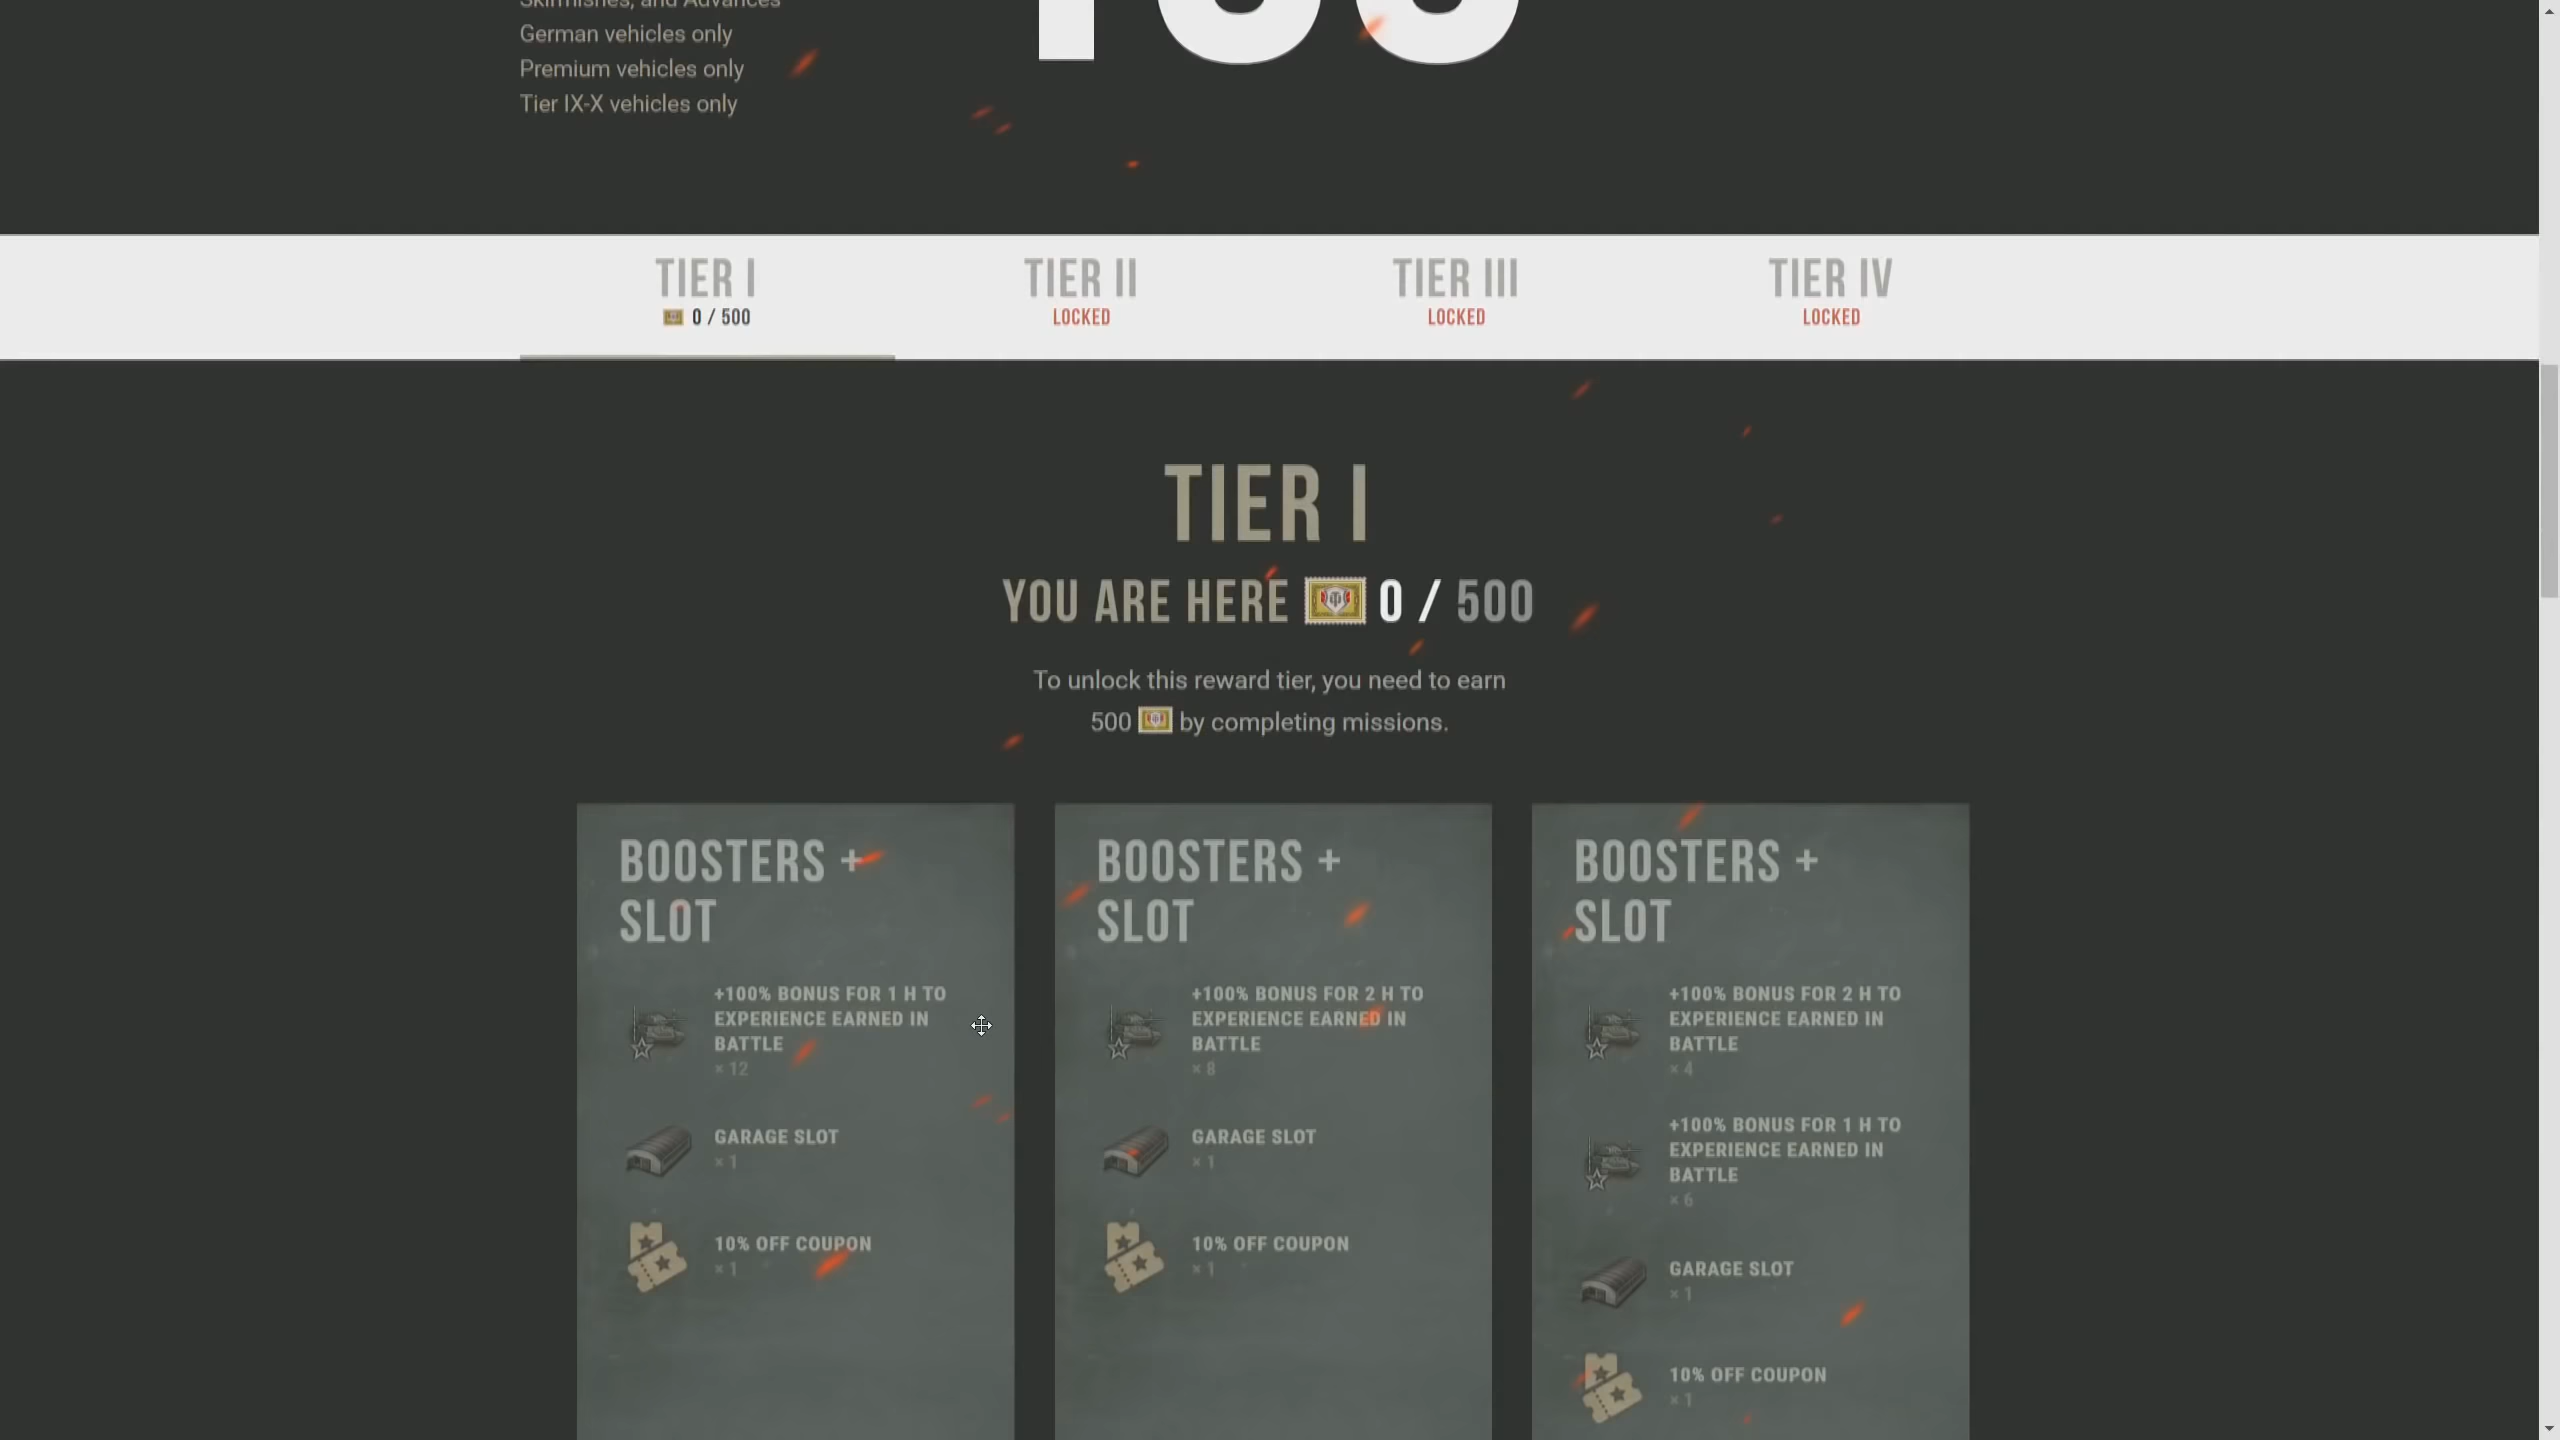 Skirmishes, and Advances
German vehicles only
Premium vehicles only
Tier IX-X vehicles only
TIER I
0 / 500
TIER II
LOCKED
TIER III
LOCKED
TIER IV
LOCKED
TIER I
YOU ARE HERE 0 / 500
To unlock this reward tier, you need to earn
500 by completing missions.
BOOSTERS +
SLOT
+100% BONUS FOR 1 H TO
EXPERIENCE EARNED IN
BATTLE
× 12
GARAGE SLOT
× 1
10% OFF COUPON
× 1
BOOSTERS +
SLOT
+100% BONUS FOR 2 H TO
EXPERIENCE EARNED IN
BATTLE
× 8
GARAGE SLOT
× 1
10% OFF COUPON
× 1
BOOSTERS +
SLOT
+100% BONUS FOR 2 H TO
EXPERIENCE EARNED IN
BATTLE
× 4
+100% BONUS FOR 1 H TO
EXPERIENCE EARNED IN
BATTLE
× 6
GARAGE SLOT
× 1
10% OFF COUPON
× 1